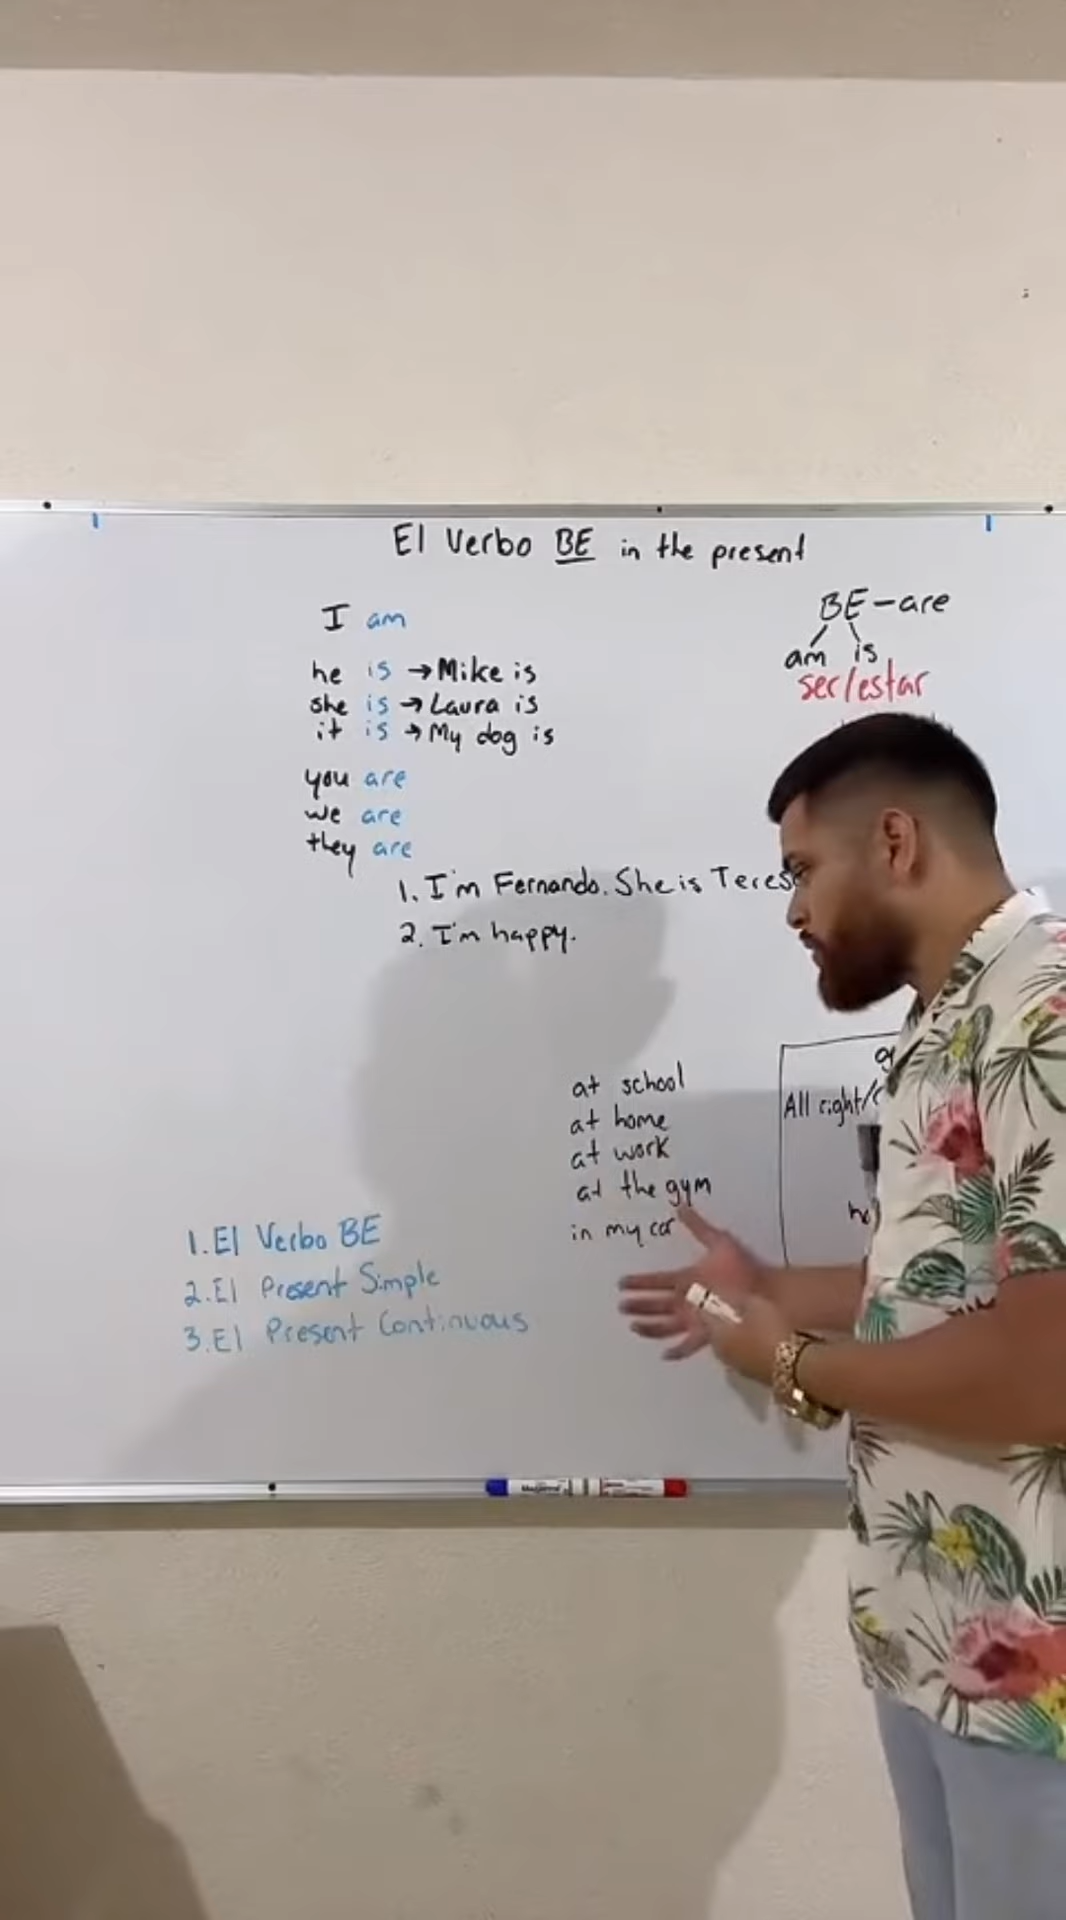 El Verbo BE in the present
I am
he is → Mike is
she is → Laura is
it is → My dog is
you are
we are
they are
BE – are
am is
ser/estar
1. I'm Fernando. She is
2. I'm happy.
at school
at home
at work
at the gym
in my car
All right/
1. El Verbo BE
2. El Present Simple
3. El Present Continuous